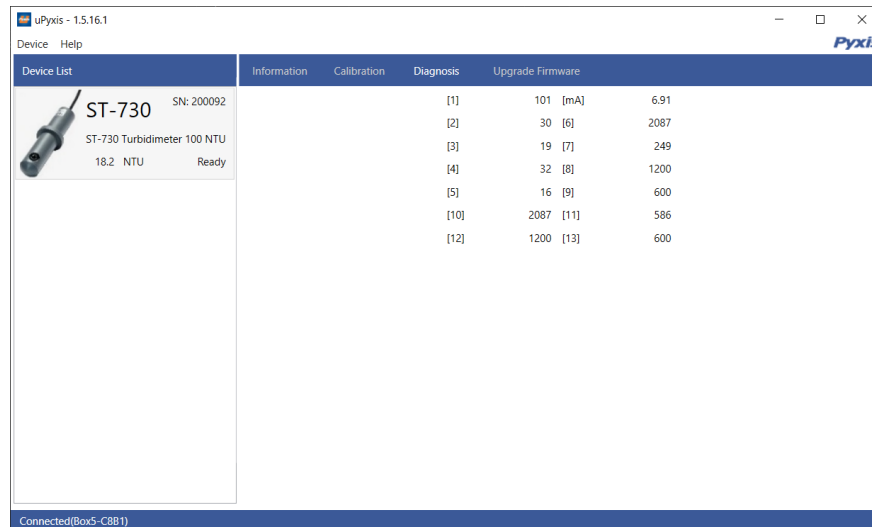 uPyxis - 1.5.16.1
Device Help
Device List
Information Calibration Diagnosis Upgrade Firmware
ST-730 SN: 200092
ST-730 Turbidimeter 100 NTU
18.2 NTU Ready
[1] 101 [mA] 6.91
[2] 30 [6] 2087
[3] 19 [7] 249
[4] 32 [8] 1200
[5] 16 [9] 600
[10] 2087 [11] 586
[12] 1200 [13] 600
Connected(Box5-C8B1)